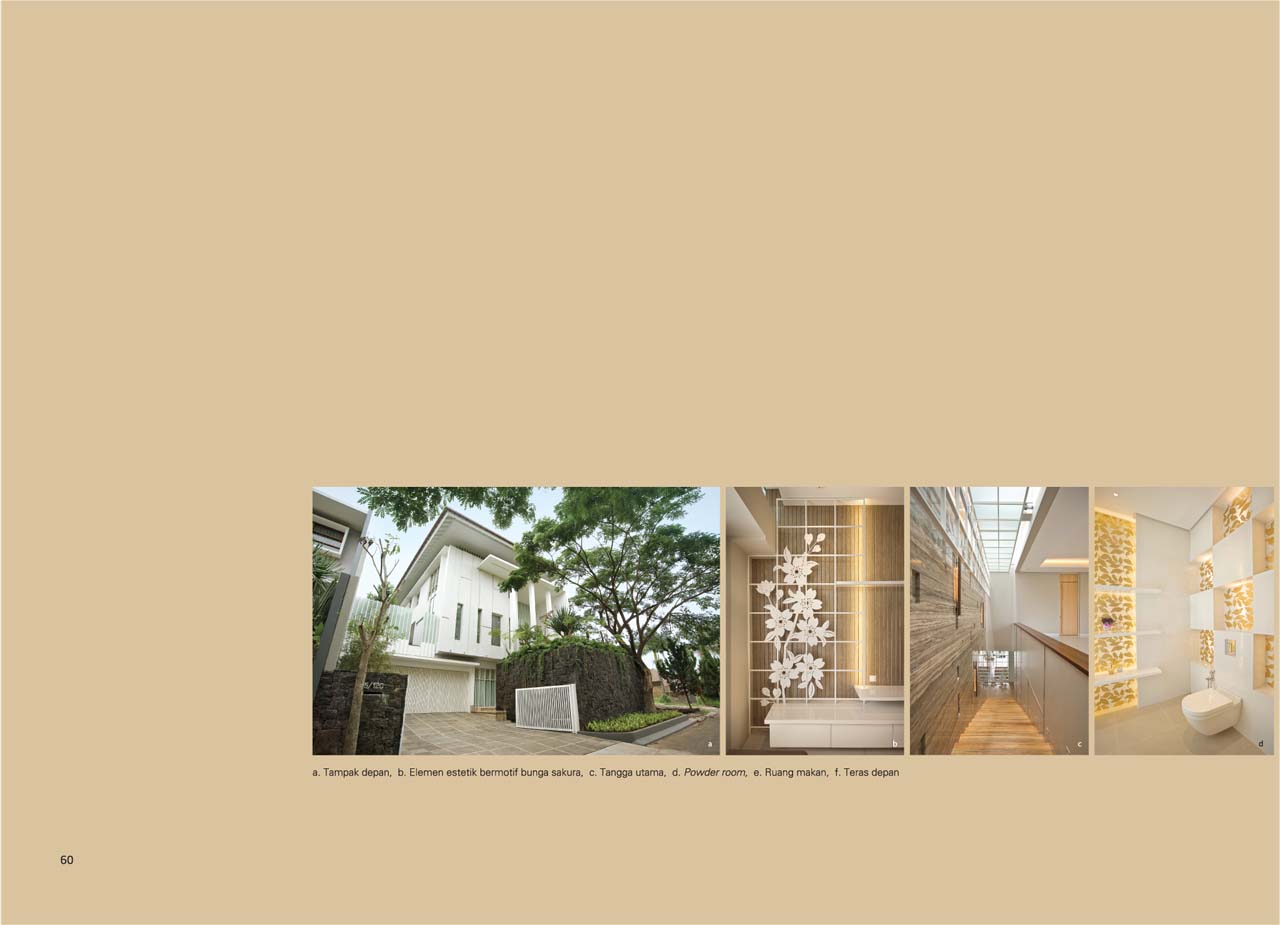 a
b
c
d
a. Tampak depan, b. Elemen estetik bermotif bunga sakura, c. Tangga utama, d. Powder room, e. Ruang makan, f. Teras depan
60